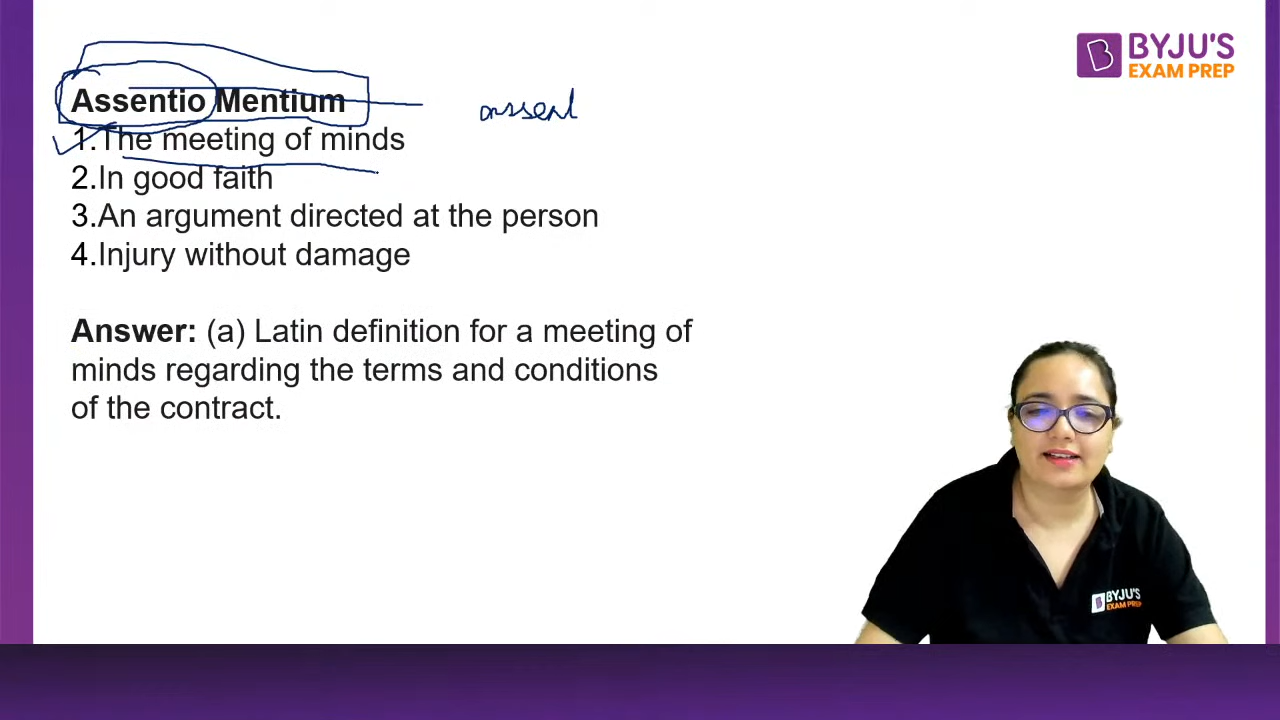 BYJU'S
EXAM PREP
Assentio Mentium
assent
1.The meeting of minds
2.In good faith
3.An argument directed at the person
4.Injury without damage
Answer: (a) Latin definition for a meeting of
minds regarding the terms and conditions
of the contract.
BYJU'S
EXAM PREP